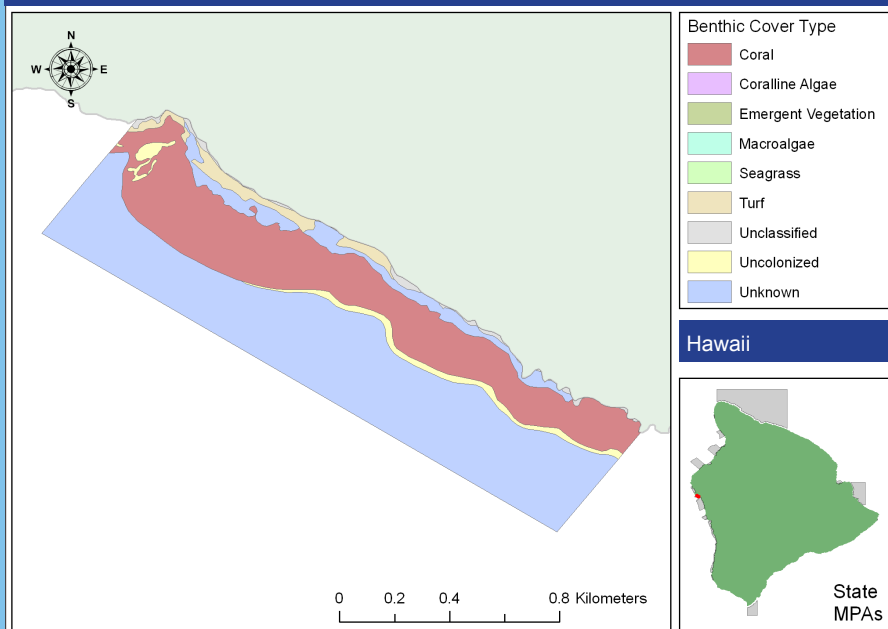 N
W E
S
Benthic Cover Type
Coral
Coralline Algae
Emergent Vegetation
Macroalgae
Seagrass
Turf
Unclassified
Uncolonized
Unknown
Hawaii
State
MPAs
0 0.2 0.4 0.8 Kilometers